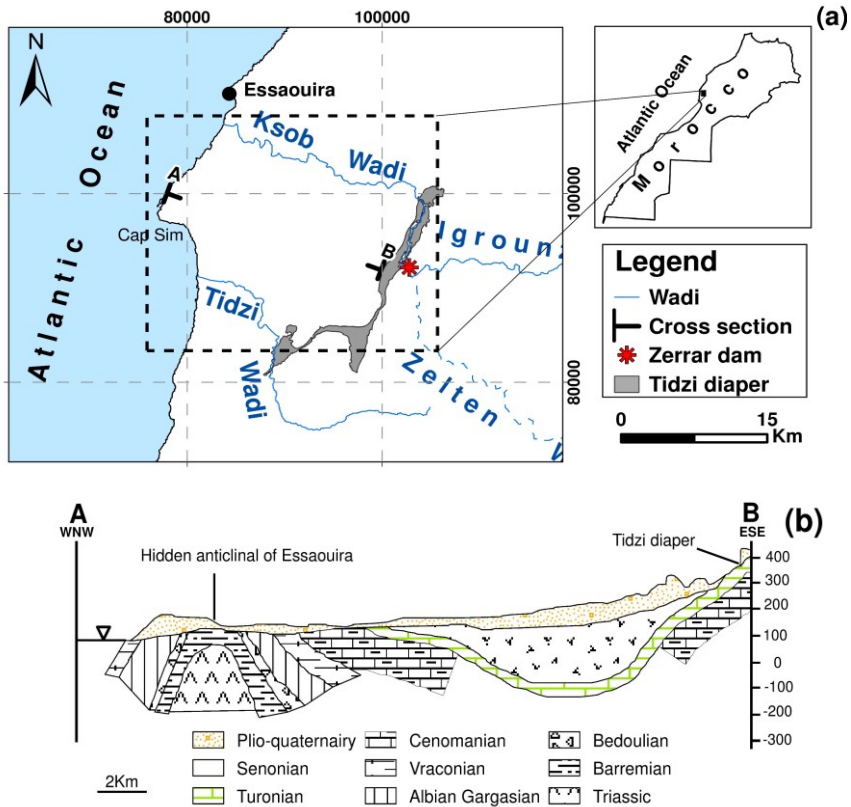 (a)
80000 100000
N
Essaouira
Ksob Wadi
Atlantic Ocean
A
Cap Sim
100000
B
Igrounz
Tidzi Wadi
Zelten
80000
Atlantic Ocean
Morocco
Legend
Wadi
Cross section
Zerrar dam
Tidzi diaper
0 15
Km
(b)
A
WNW
B
ESE
Hidden anticlinal of Essaouira
Tidzi diaper
400
300
200
100
0
-100
-200
-300
Plio-quaternairy Cenomanian Bedoulian
Senonian Vraconian Barremian
Turonian Albian Gargasian Triassic
2Km